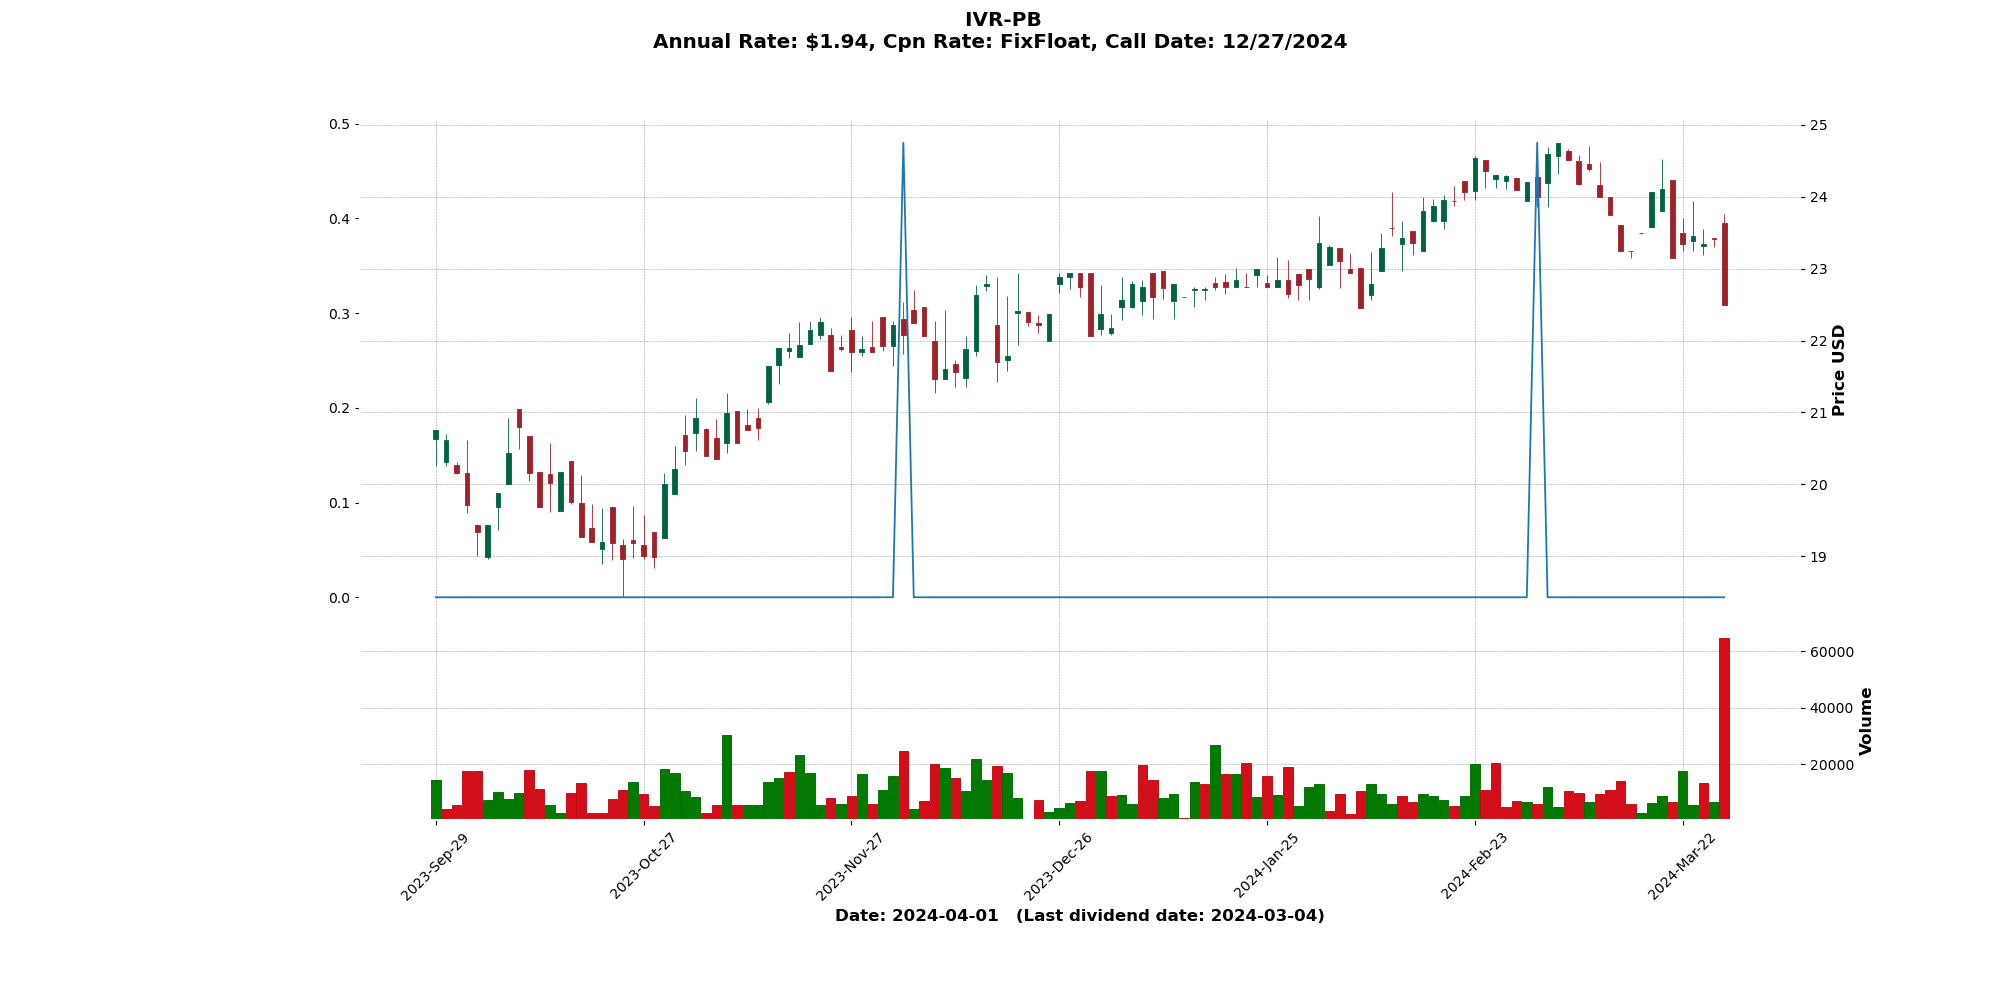 IVR-PB
Annual Rate: $1.94, Cpn Rate: FixFloat, Call Date: 12/27/2024
0.5
0.4
0.3
0.2
0.1
0.0
25
24
23
22
21
20
19
Price USD
60000
40000
20000
Volume
2023-Sep-29
2023-Oct-27
2023-Nov-27
2023-Dec-26
2024-Jan-25
2024-Feb-23
2024-Mar-22
Date: 2024-04-01   (Last dividend date: 2024-03-04)